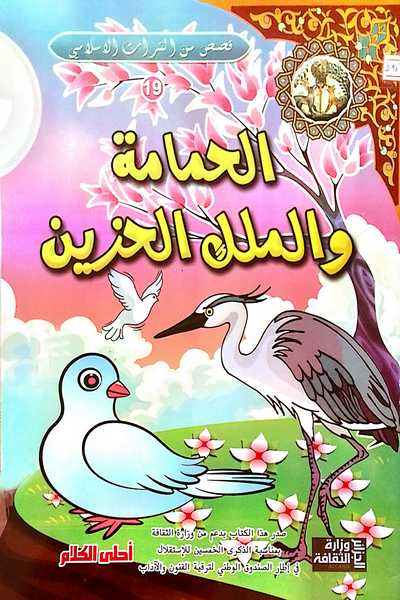 قصص من التراث الإسلامي
19
الحمامة
والملك الحزين
صدر هذا الكتاب بدعم من وزارة الثقافة
بمناسبة الذكرى الخمسين للإستقلال
في إطار الصندوق الوطني لترقية الفنون والآداب
أحلى الكلام
وزارة
الثقافة